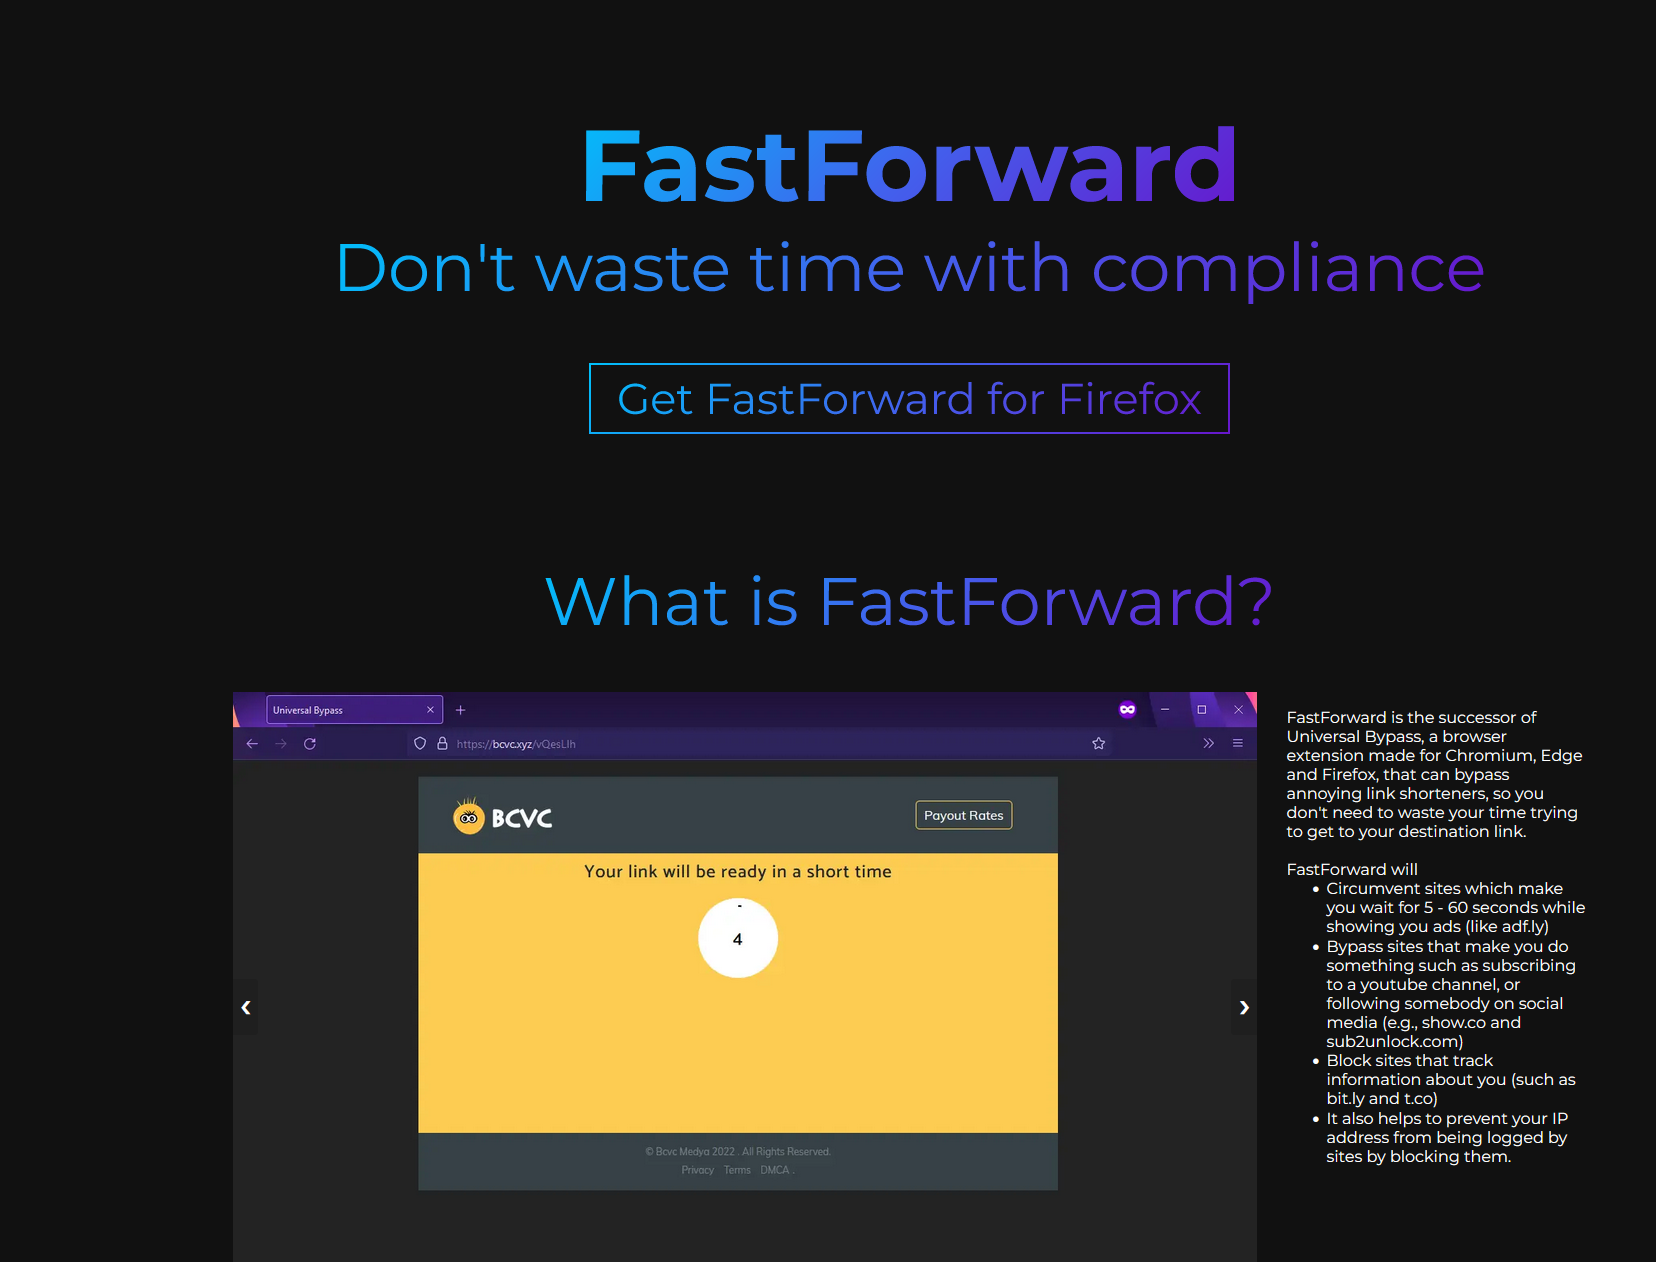 FastForward
Don't waste time with compliance
Get FastForward for Firefox
What is FastForward?
Universal Bypass
https://bcvc.xyz/vQesLIh
BCVC
Payout Rates
Your link will be ready in a short time
4
© Bcvc Medya 2022 . All Rights Reserved.
Privacy Terms DMCA .
FastForward is the successor of
Universal Bypass, a browser
extension made for Chromium, Edge
and Firefox, that can bypass
annoying link shorteners, so you
don't need to waste your time trying
to get to your destination link.
FastForward will
• Circumvent sites which make
you wait for 5 - 60 seconds while
showing you ads (like adf.ly)
• Bypass sites that make you do
something such as subscribing
to a youtube channel, or
following somebody on social
media (e.g., show.co and
sub2unlock.com)
• Block sites that track
information about you (such as
bit.ly and t.co)
• It also helps to prevent your IP
address from being logged by
sites by blocking them.